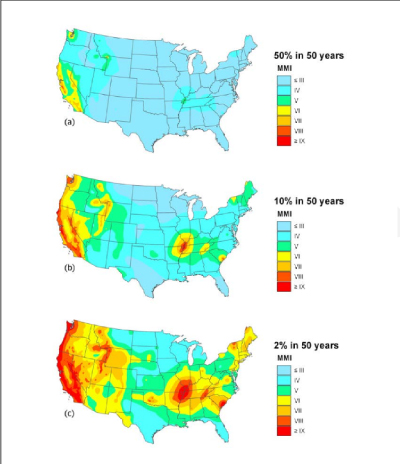 50% in 50 years
MMI
≤ III
IV
V
VI
VII
VIII
≥ IX
(a)
10% in 50 years
MMI
≤ III
IV
V
VI
VII
VIII
≥ IX
(b)
2% in 50 years
MMI
≤ III
IV
V
VI
VII
VIII
≥ IX
(c)